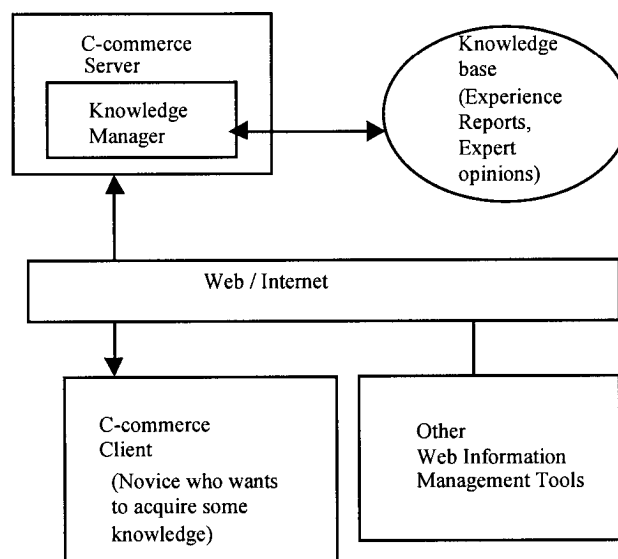 C-commerce
Server
Knowledge
Manager
Knowledge
base
(Experience
Reports,
Expert
opinions)
Web / Internet
C-commerce
Client
(Novice who wants
to acquire some
knowledge)
Other
Web Information
Management Tools